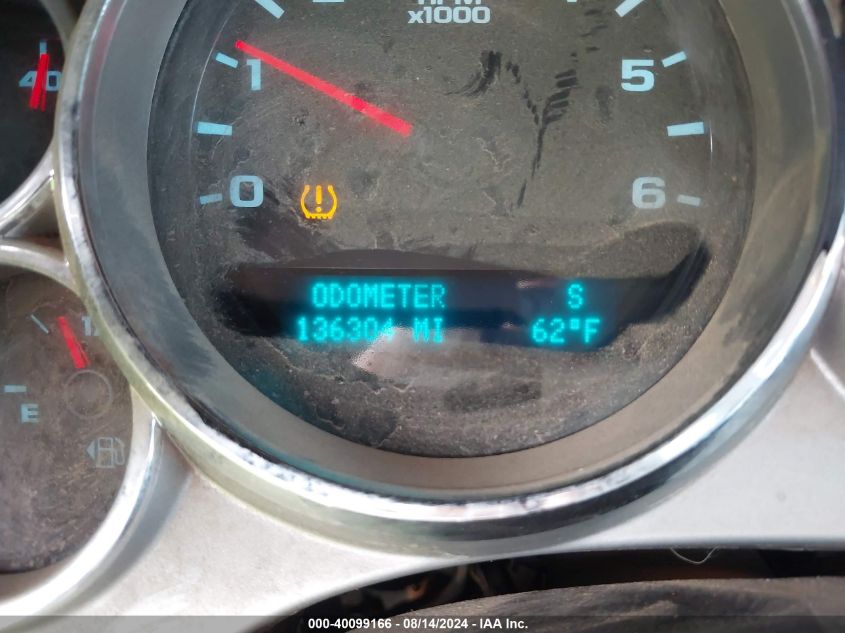 RPM
x1000
40
1
5
0
6
ODOMETER S
136304 MI 62°F
E
000-40099166 - 08/14/2024 - IAA Inc.